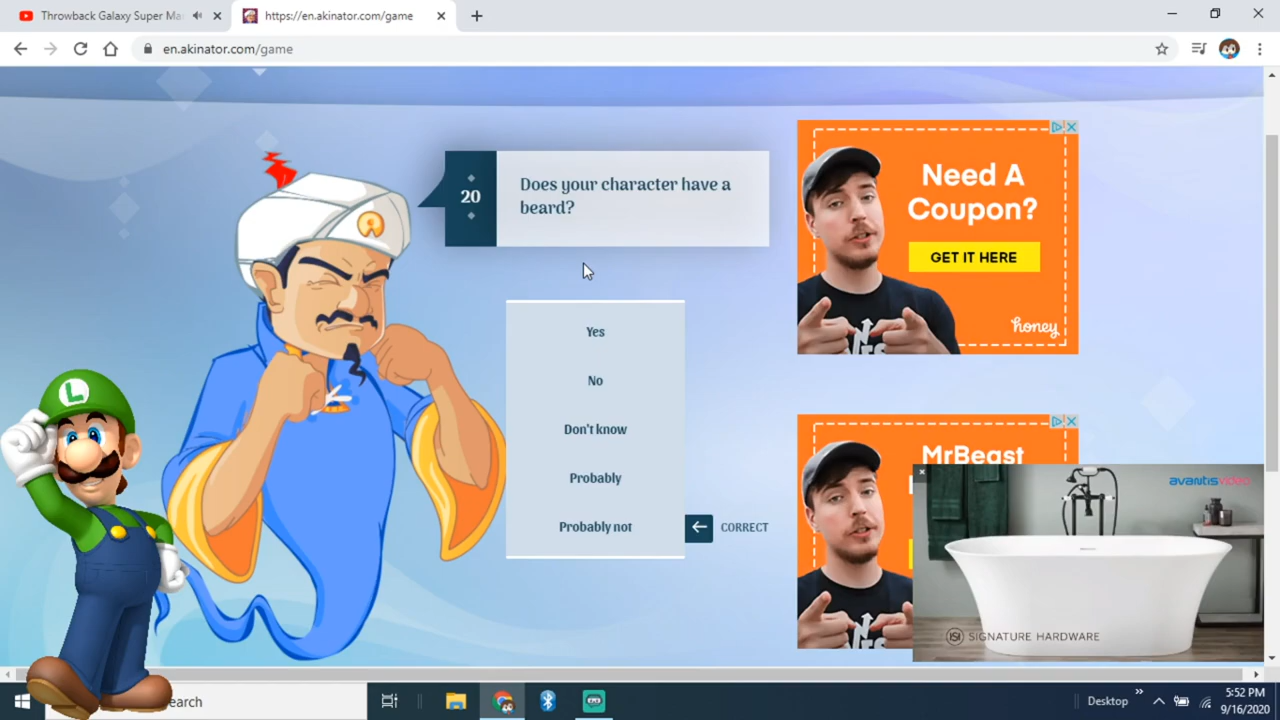 Throwback Galaxy Super Ma
https://en.akinator.com/game
en.akinator.com/game
20
Does your character have a
beard?
Yes
No
Don't know
Probably
Probably not
CORRECT
Need A
Coupon?
GET IT HERE
honey
MrBeast
avantisvideo
SIGNATURE HARDWARE
L
earch
Desktop
5:52 PM
9/16/2020